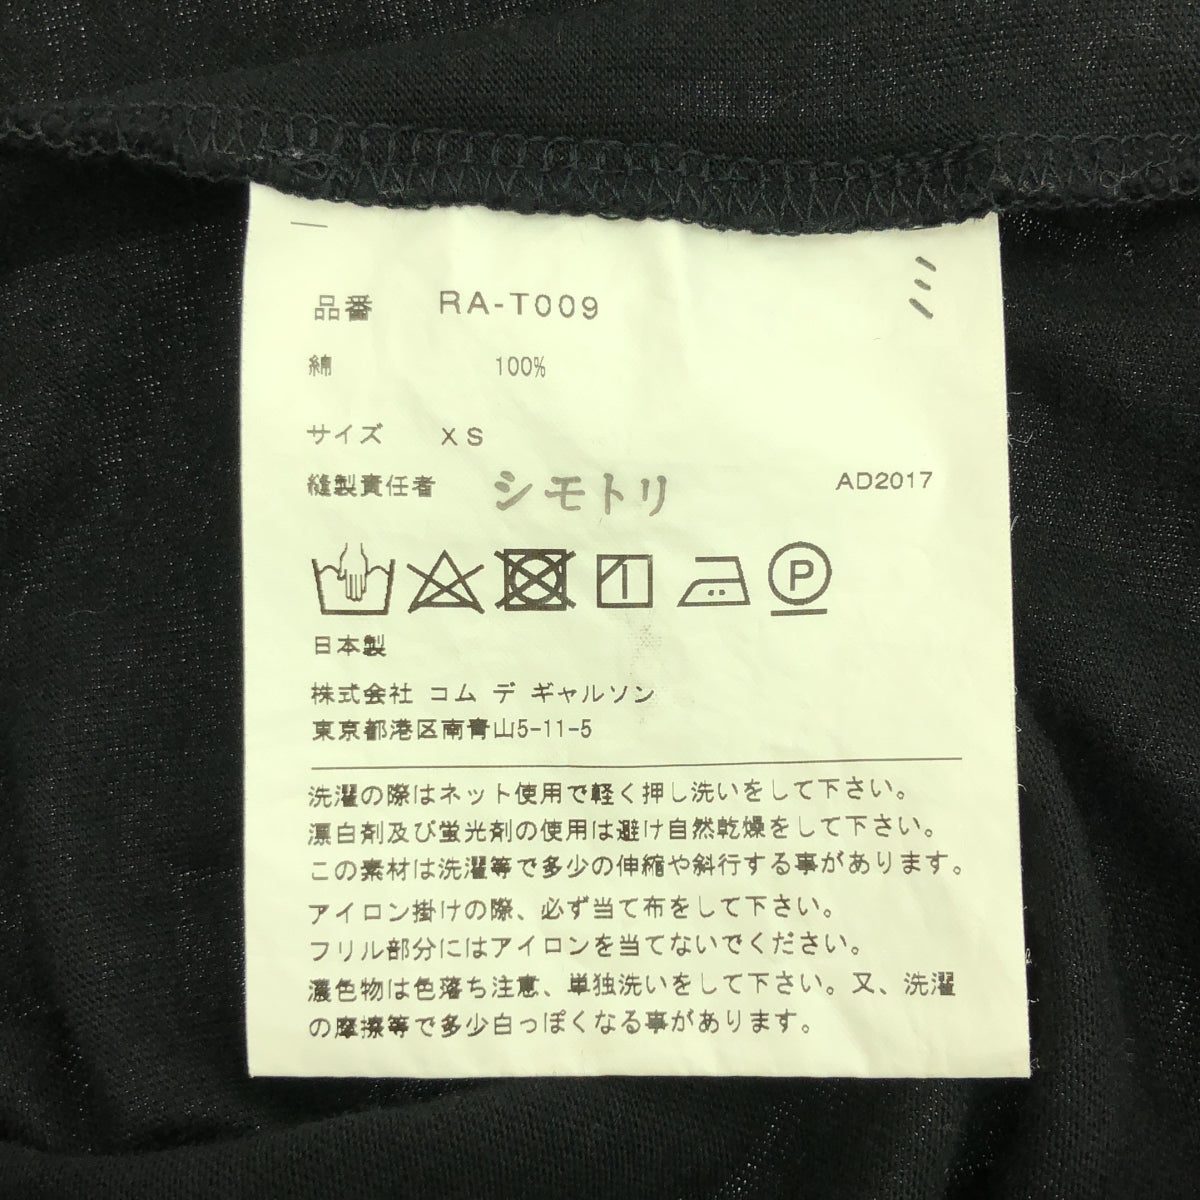 品番 RA-T009
綿 100%
サイズ XS
縫製責任者 シモトリ AD2017
P
日本製
株式会社 コム デ ギャルソン
東京都港区南青山5-11-5
洗濯の際はネット使用で軽く押し洗いをして下さい。
漂白剤及び蛍光剤の使用は避け自然乾燥をして下さい。
この素材は洗濯等で多少の伸縮や斜行する事があります。
アイロン掛けの際、必ず当て布をして下さい。
フリル部分にはアイロンを当てないでください。
濃色物は色落ち注意、単独洗いをして下さい。又、洗濯
の摩擦等で多少白っぽくなる事があります。